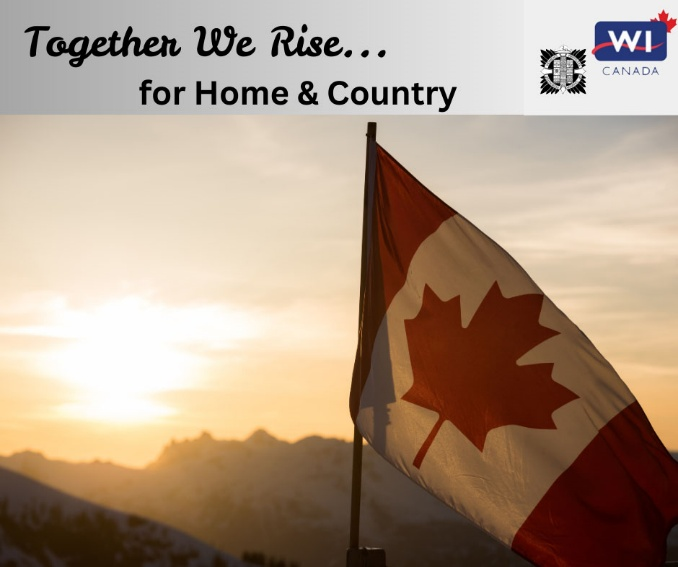 Together We Rise...
for Home & Country
WI
CANADA